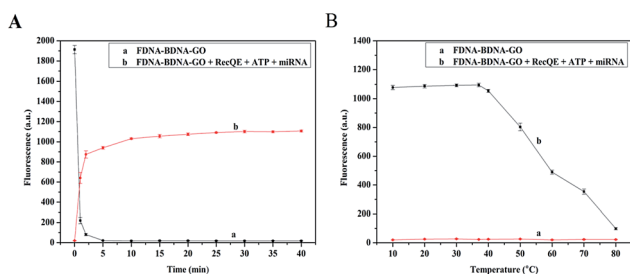 A
B
a FDNA-BDNA-GO
b FDNA-BDNA-GO + RecQE + ATP + miRNA
2000
1800
1600
1400
1200
1000
800
600
400
200
0
Fluorescence (a.u.)
b
a
0 5 10 15 20 25 30 35 40
Time (min)
a FDNA-BDNA-GO
b FDNA-BDNA-GO + RecQE + ATP + miRNA
1400
1200
1000
800
600
400
200
0
Fluorescence (a.u.)
b
a
10 20 30 40 50 60 70 80
Temperature (°C)